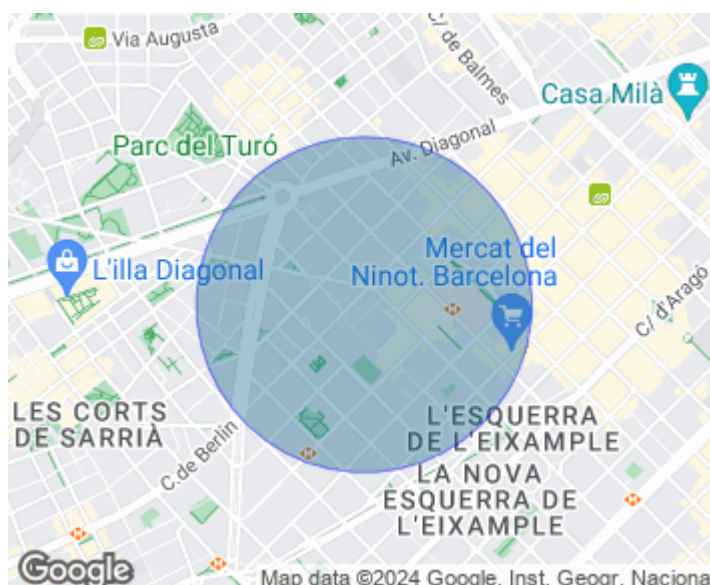 Via Augusta
C/ de Balmes
Casa Milà
Parc del Turó
Av. Diagonal
L'illa Diagonal
Mercat del
Ninot. Barcelona
C/ d'Aragó
LES CORTS
DE SARRIÀ
C.de Berlín
L'ESQUERRA
DE L'EIXAMPLE
LA NOVA
ESQUERRA DE
L'EIXAMPLE
Google
Map data ©2024 Google, Inst. Geogr. Naciona